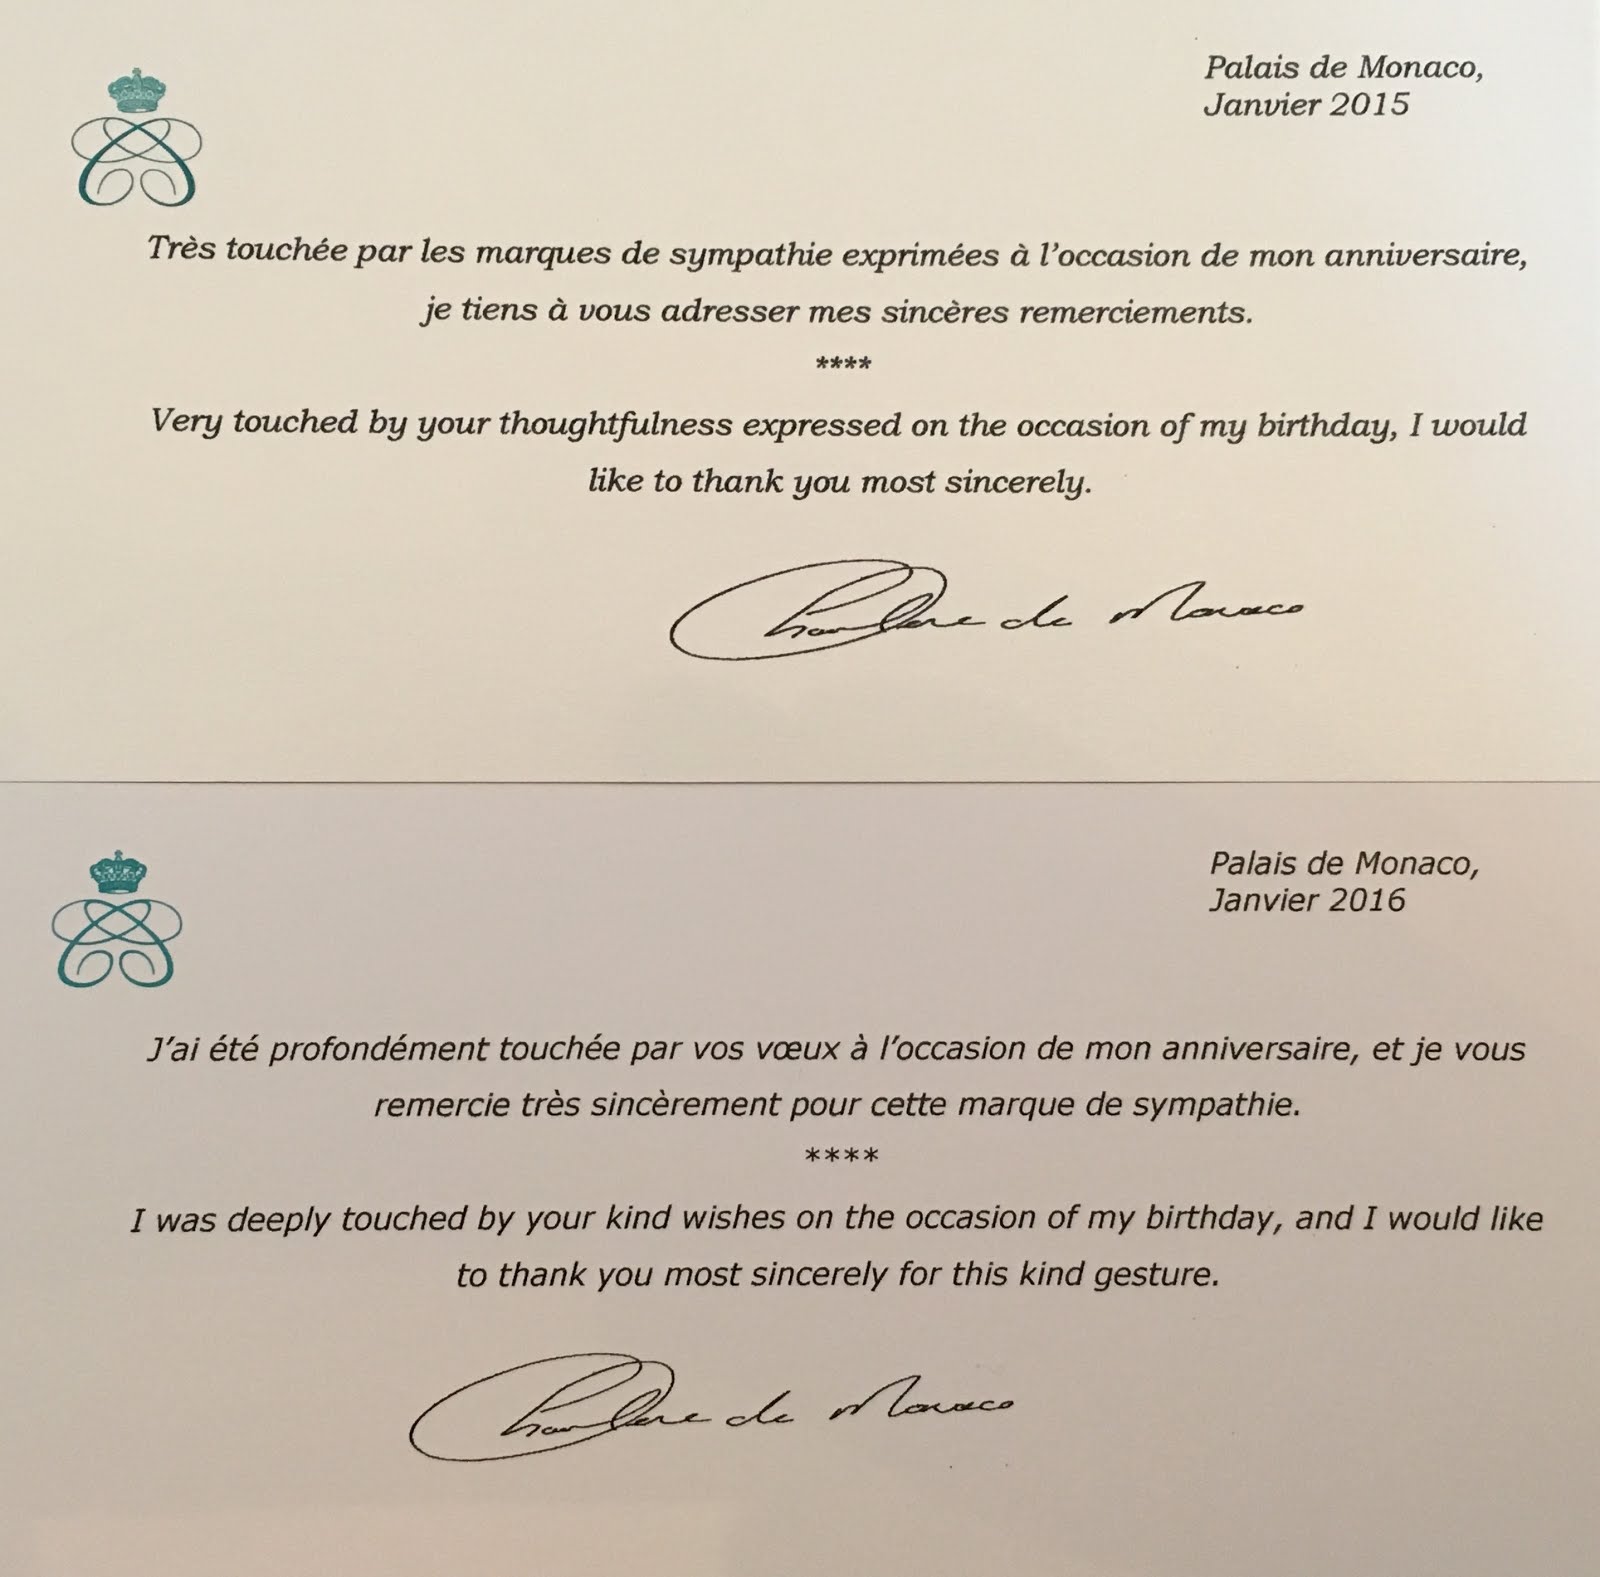 Palais de Monaco,
Janvier 2015
Très touchée par les marques de sympathie exprimées à l'occasion de mon anniversaire,
je tiens à vous adresser mes sincères remerciements.
****
Very touched by your thoughtfulness expressed on the occasion of my birthday, I would
like to thank you most sincerely.
Charlene de Monaco
Palais de Monaco,
Janvier 2016
J'ai été profondément touchée par vos vœux à l'occasion de mon anniversaire, et je vous
remercie très sincèrement pour cette marque de sympathie.
****
I was deeply touched by your kind wishes on the occasion of my birthday, and I would like
to thank you most sincerely for this kind gesture.
Charlene de Monaco